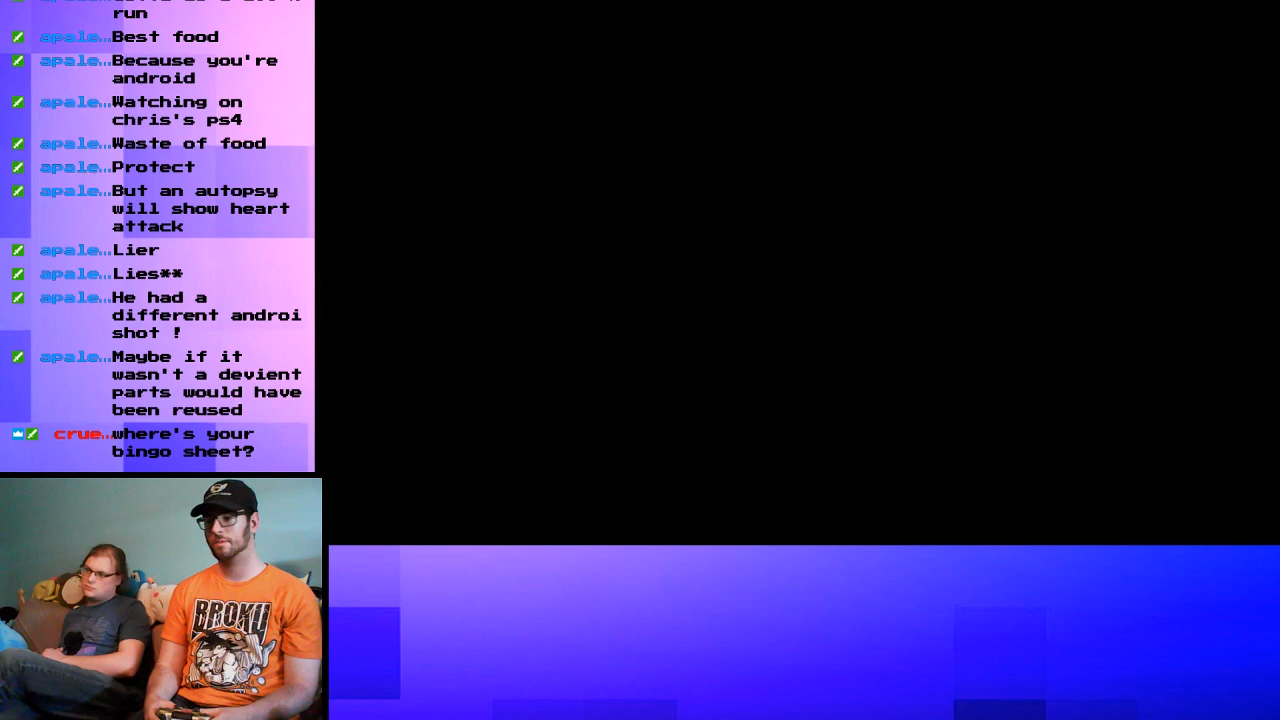 run
apale...Best food
apale...Because you're
android
apale...Watching on
chris's ps4
apale...Waste of food
apale...Protect
apale...But an autopsy
will show heart
attack
apale...Lier
apale...Lies**
apale...He had a
different androi
shot !
apale...Maybe if it
wasn't a devient
parts would have
been reused
crue...where's your
bingo sheet?
BROKU